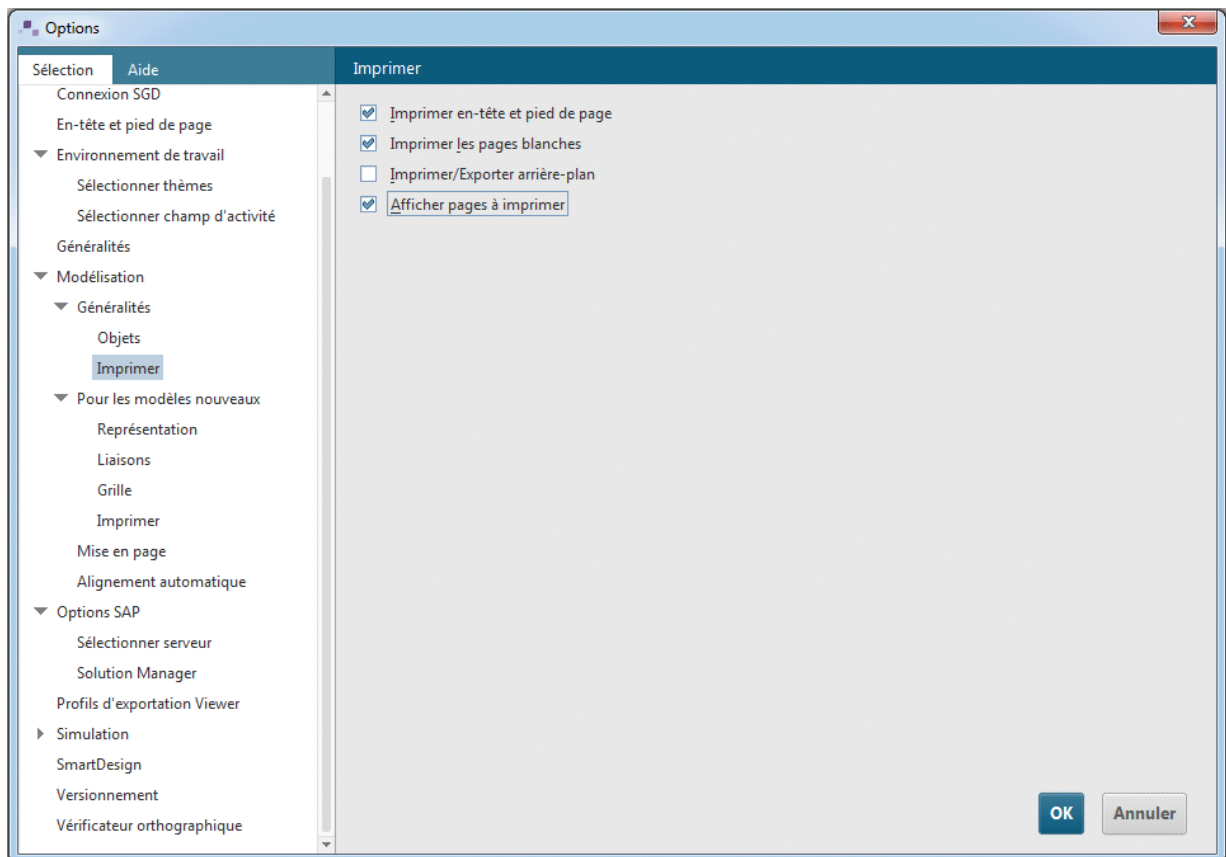 Options
Sélection Aide
Connexion SGD
En-tête et pied de page
Environnement de travail
Sélectionner thèmes
Sélectionner champ d'activité
Généralités
Modélisation
Généralités
Objets
Imprimer
Pour les modèles nouveaux
Représentation
Liaisons
Grille
Imprimer
Mise en page
Alignement automatique
Options SAP
Sélectionner serveur
Solution Manager
Profils d'exportation Viewer
Simulation
SmartDesign
Versionnement
Vérificateur orthographique
Imprimer
Imprimer en-tête et pied de page
Imprimer les pages blanches
Imprimer/Exporter arrière-plan
Afficher pages à imprimer
OK Annuler